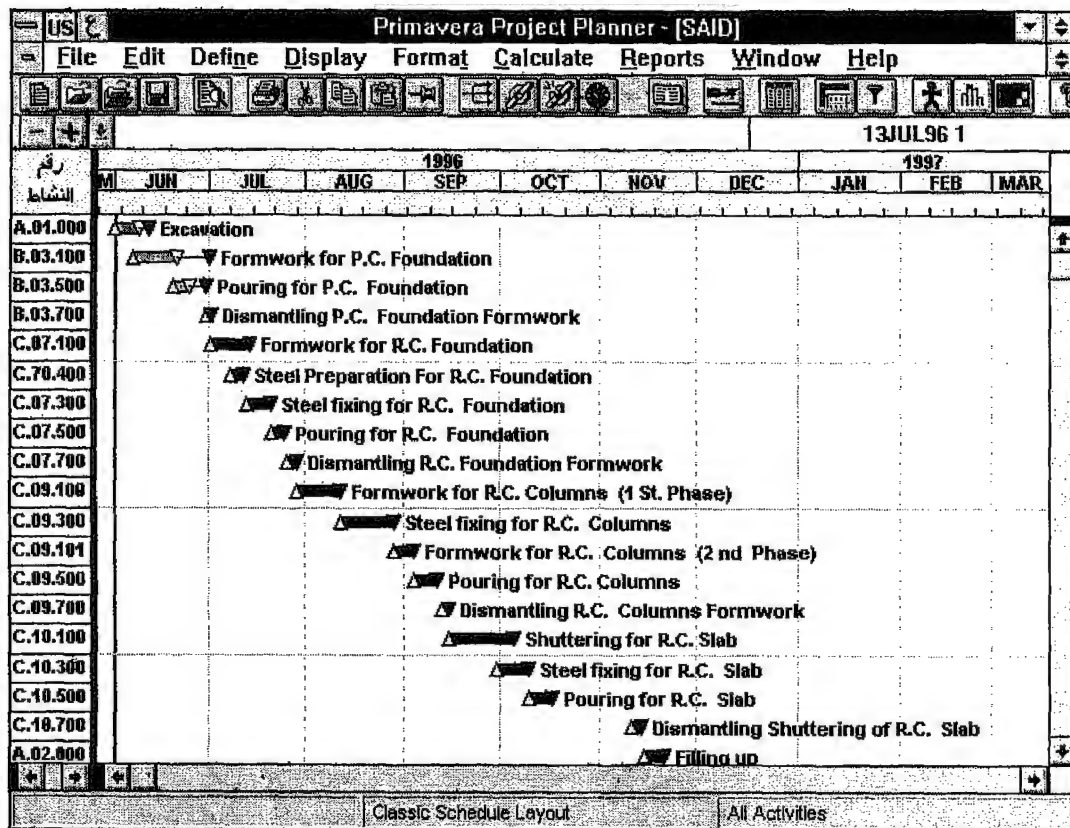 US
Primavera Project Planner - [SAID]
File Edit Define Display Format Calculate Reports Window Help
13JUL96 1
رقم
النشاط
1996 1997
M JUN JUL AUG SEP OCT NOV DEC JAN FEB MAR
A.01.000 Excavation
B.03.100 Formwork for P.C. Foundation
B.03.500 Pouring for P.C. Foundation
B.03.700 Dismantling P.C. Foundation Formwork
C.07.100 Formwork for R.C. Foundation
C.70.400 Steel Preparation For R.C. Foundation
C.07.300 Steel fixing for R.C. Foundation
C.07.500 Pouring for R.C. Foundation
C.07.700 Dismantling R.C. Foundation Formwork
C.09.100 Formwork for R.C. Columns (1 St. Phase)
C.09.300 Steel fixing for R.C. Columns
C.09.101 Formwork for R.C. Columns (2 nd Phase)
C.09.500 Pouring for R.C. Columns
C.09.700 Dismantling R.C. Columns Formwork
C.10.100 Shuttering for R.C. Slab
C.10.300 Steel fixing for R.C. Slab
C.10.500 Pouring for R.C. Slab
C.10.700 Dismantling Shuttering of R.C. Slab
A.02.000 Filling up
Classic Schedule Layout All Activities